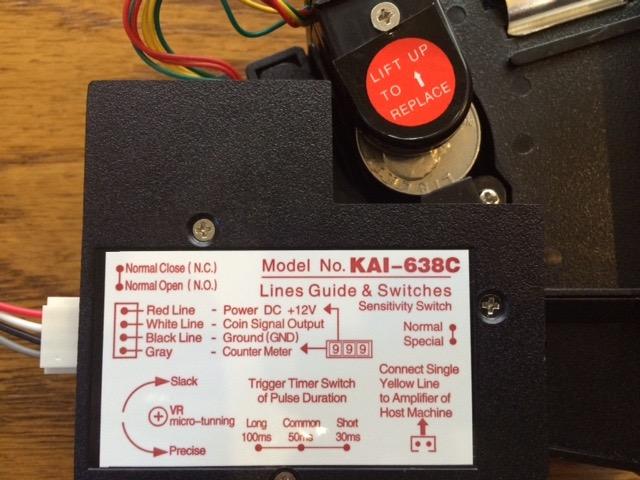 LIFT UP
TO
REPLACE
Model No. KAI-638C
Normal Close ( N.C.)
Normal Open ( N.O.)
Lines Guide & Switches
Sensitivity Switch
Red Line - Power DC +12V
White Line - Coin Signal Output
Black Line - Ground (GND)
Gray - Counter Meter
999
Normal
Special
Slack
VR
micro-tunning
Precise
Trigger Timer Switch
of Pulse Duration
Long Common Short
100ms 50ms 30ms
Connect Single
Yellow Line
to Amplifier of
Host Machine